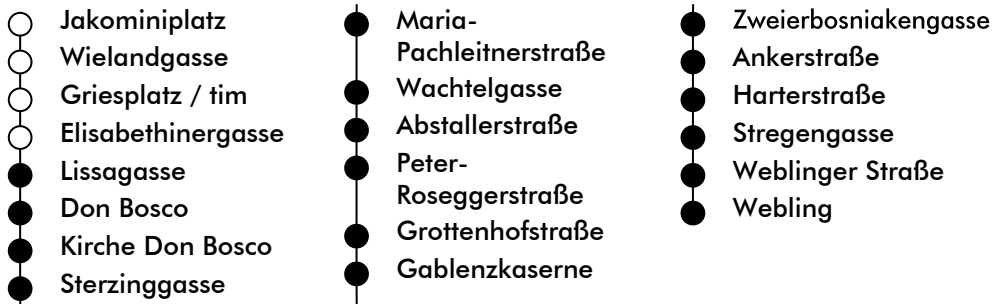 Jakominiplatz
Wielandgasse
Griesplatz / tim
Elisabethinergasse
Lissagasse
Don Bosco
Kirche Don Bosco
Sterzinggasse
Maria-
Pachleitnerstraße
Wachtelgasse
Abstallerstraße
Peter-
Roseggerstraße
Grottenhofstraße
Gablenzkaserne
Zweierbosniakengasse
Ankerstraße
Harterstraße
Stregengasse
Weblinger Straße
Webling